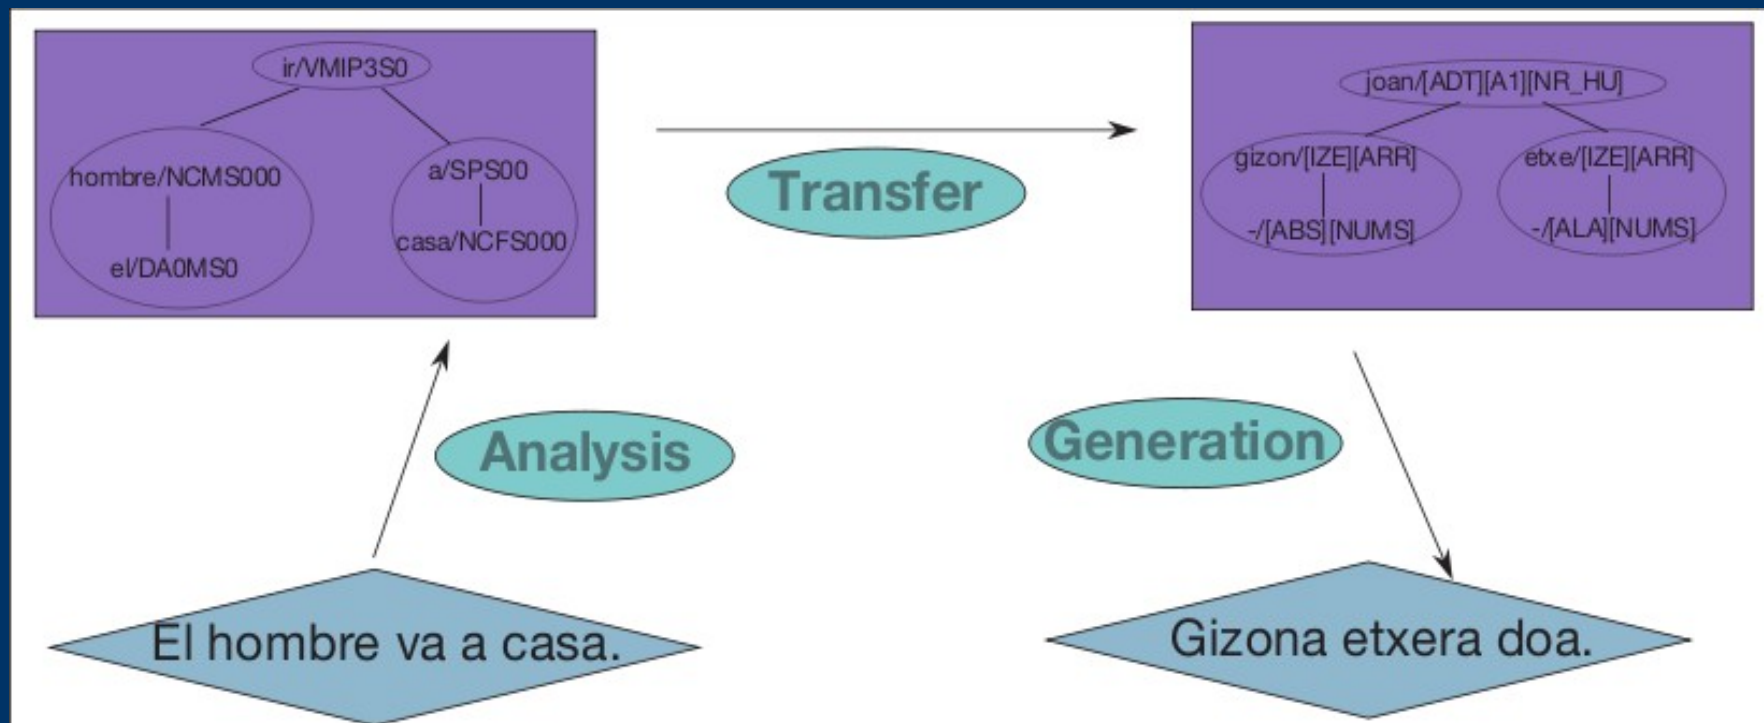 ir/VMIP3S0
hombre/NCMS000
el/DA0MS0
a/SPS00
casa/NCFS000
Transfer
joan/[ADT][A1][NR_HU]
gizon/[IZE][ARR]
-/[ABS][NUMS]
etxe/[IZE][ARR]
-/[ALA][NUMS]
Analysis
Generation
El hombre va a casa.
Gizona etxera doa.